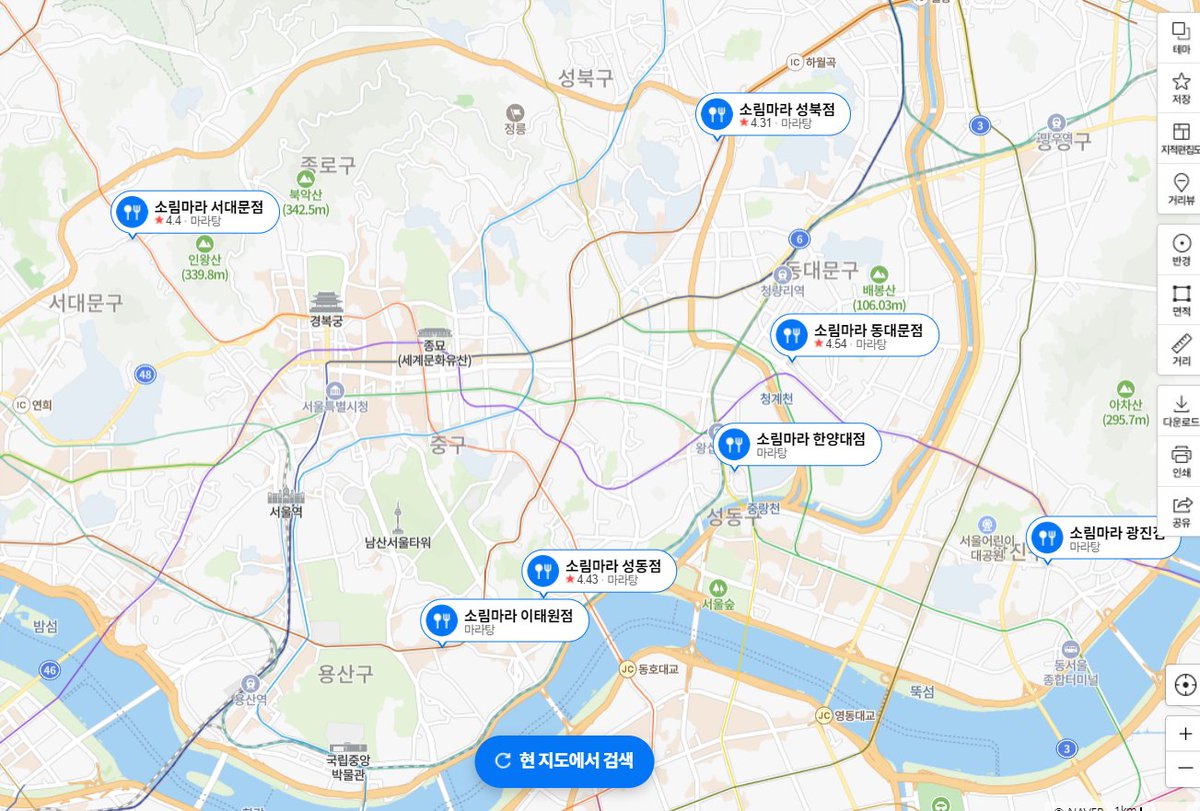 하월곡
IC
성북구
테마
소림마라 성북점
★4.31 · 마라탕
저장
정릉
3
망우역
지적편집도
종로구
북악산
(342.5m)
거리뷰
소림마라 서대문점
★4.4 · 마라탕
6
반경
인왕산
(339.8m)
동대문구
청량리역
배봉산
(106.03m)
서대문구
면적
경복궁
소림마라 동대문점
★4.54 · 마라탕
종묘
(세계문화유산)
거리
48
IC 연희
서울특별시청
청계천
아차산
(295.7m)
다운로드
중구
소림마라 한양대점
마라탕
인쇄
서울역
성동구
중랑천
공유
남산서울타워
서울어린이
대공원
소림마라 광진점
마라탕
소림마라 성동점
★4.43 · 마라탕
서울숲
소림마라 이태원점
마라탕
밤섬
46
용산구
JC 동호대교
동서울
종합터미널
용산역
뚝섬
JC 영동대교
현 지도에서 검색
3
국립중앙
박물관
© NAVER
1km